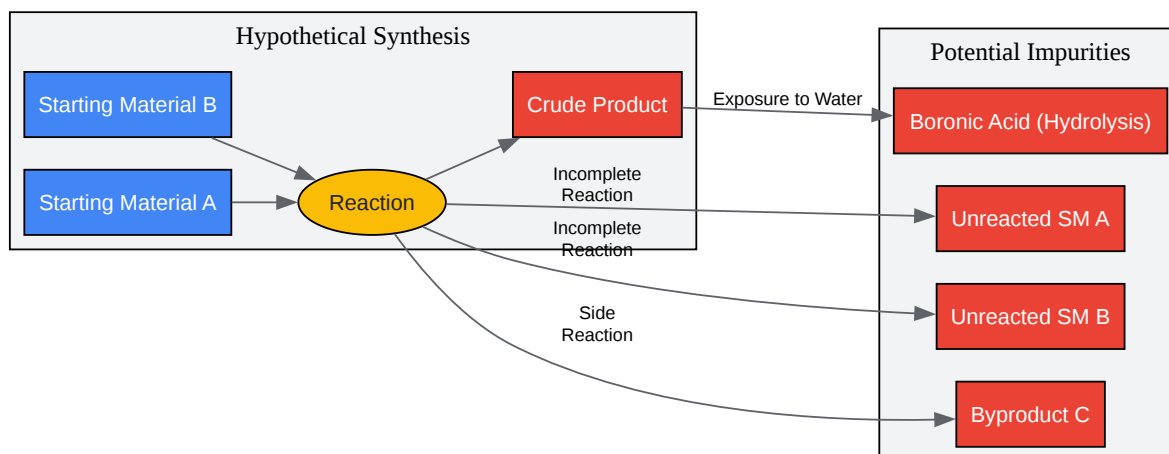 Hypothetical Synthesis
Starting Material B
Starting Material A
Reaction
Crude Product
Exposure to Water
Incomplete
Reaction
Incomplete
Reaction
Side
Reaction
Potential Impurities
Boronic Acid (Hydrolysis)
Unreacted SM A
Unreacted SM B
Byproduct C